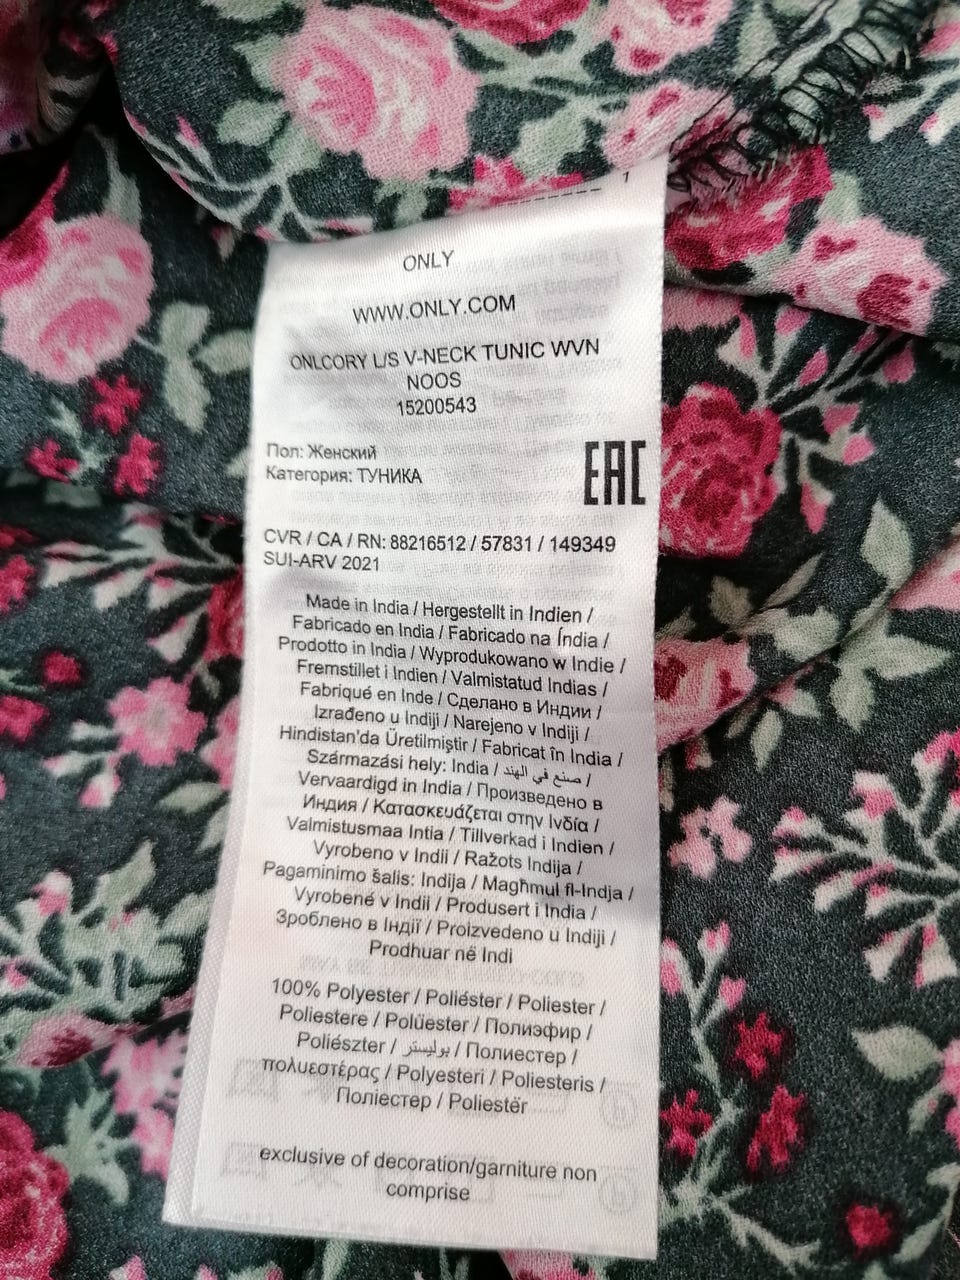 1
ONLY
WWW.ONLY.COM
ONLCORY L/S V-NECK TUNIC WVN
NOOS
15200543
Пол: Женский
Категория: ТУНИКА
EAC
CVR / CA / RN: 88216512 / 57831 / 149349
SUI-ARV 2021
Made in India / Hergestellt in Indien /
Fabricado en India / Fabricado na Índia /
Prodotto in India / Wyprodukowano w Indie /
Fremstillet i Indien / Valmistatud Indias /
Fabriqué en Inde / Сделано в Индии /
Izrađeno u Indiji / Narejeno v Indiji /
Hindistan'da Üretilmiştir / Fabricat în India /
Származási hely: India / صنع في الهند /
Vervaardigd in India / Произведено в
Индия / Κατασκευάζεται στην Ινδία /
Valmistusmaa Intia / Tillverkad i Indien /
Vyrobeno v Indii / Ražots Indija /
Pagaminimo šalis: Indija / Magħmul fl-Indja /
Vyrobené v Indii / Produsert i India /
Зроблено в Індії / Proizvedeno u Indiji /
Prodhuar në Indi
100% Polyester / Poliéster / Poliester /
Poliestere / Polüester / Полиэфир /
Poliészter / بوليستر / Полиестер /
πολυεστέρας / Polyesteri / Poliesteris /
Поліестер / Poliestër
exclusive of decoration/garniture non
comprise